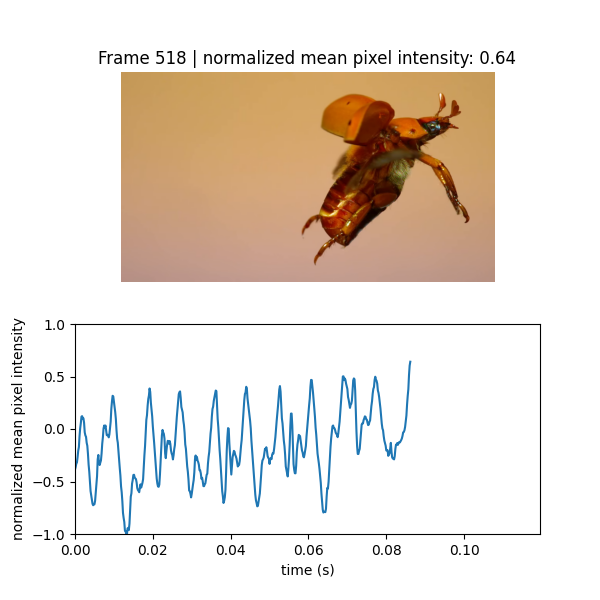 Frame 518 | normalized mean pixel intensity: 0.64
normalized mean pixel intensity
1.0
0.5
0.0
−0.5
−1.0
0.00 0.02 0.04 0.06 0.08 0.10
time (s)